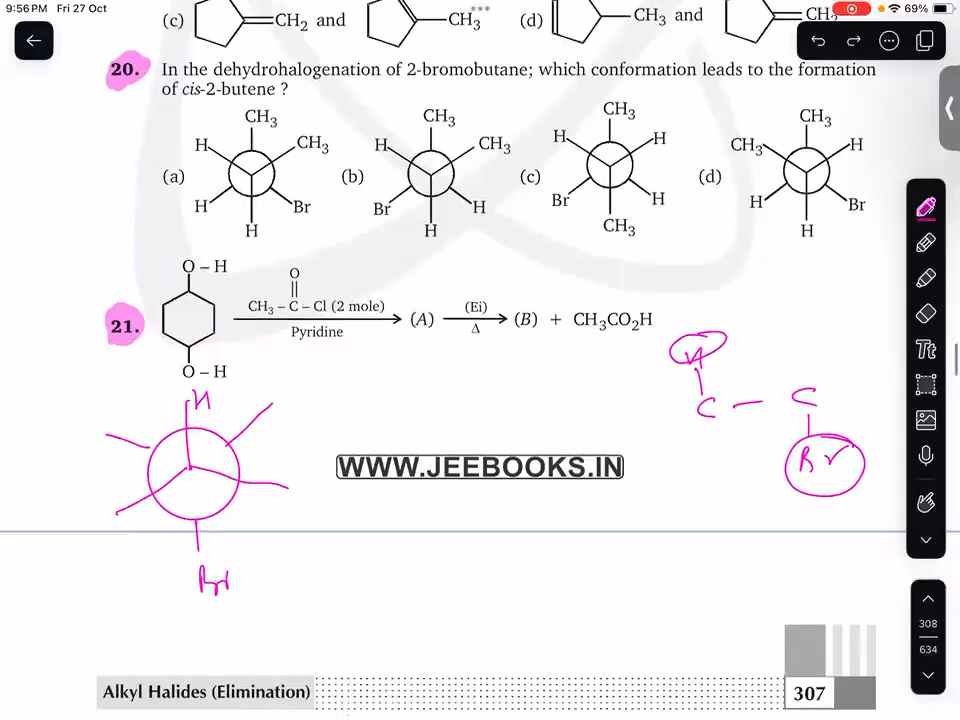 9:56 PM Fri 27 Oct
69%
(c) CH2 and CH3 (d) CH3 and CH2
20. In the dehydrohalogenation of 2-bromobutane; which conformation leads to the formation
of cis-2-butene ?
(a) CH3 H CH3 H Br H
(b) CH3 H CH3 Br H H
(c) CH3 H H Br H CH3
(d) CH3 CH3 H H Br H
21. O – H O – H
O
CH3 – C – Cl (2 mole)
Pyridine
(A) (Ei) Δ (B) + CH3CO2H
H
C – C
Br
H
Br
WWW.JEEBOOKS.IN
Tt
308
634
Alkyl Halides (Elimination)
307